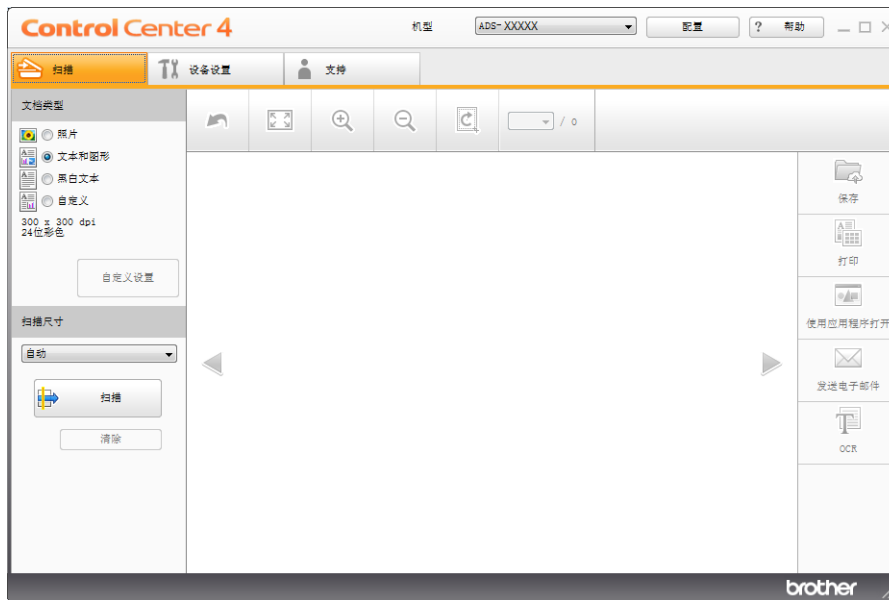 Control Center 4
机型
ADS-XXXXX
配置
? 帮助
扫描
设备设置
支持
文档类型
照片
文本和图形
黑白文本
自定义
300 x 300 dpi
24位彩色
自定义设置
扫描尺寸
自动
扫描
清除
/ 0
保存
打印
使用应用程序打开
发送电子邮件
OCR
brother